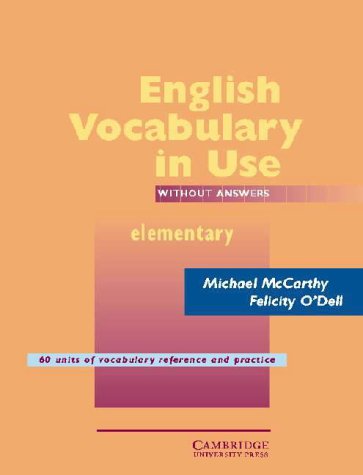 English
Vocabulary
in Use
WITHOUT ANSWERS
elementary
Michael McCarthy
Felicity O'Dell
60 units of vocabulary reference and practice
CAMBRIDGE
UNIVERSITY PRESS